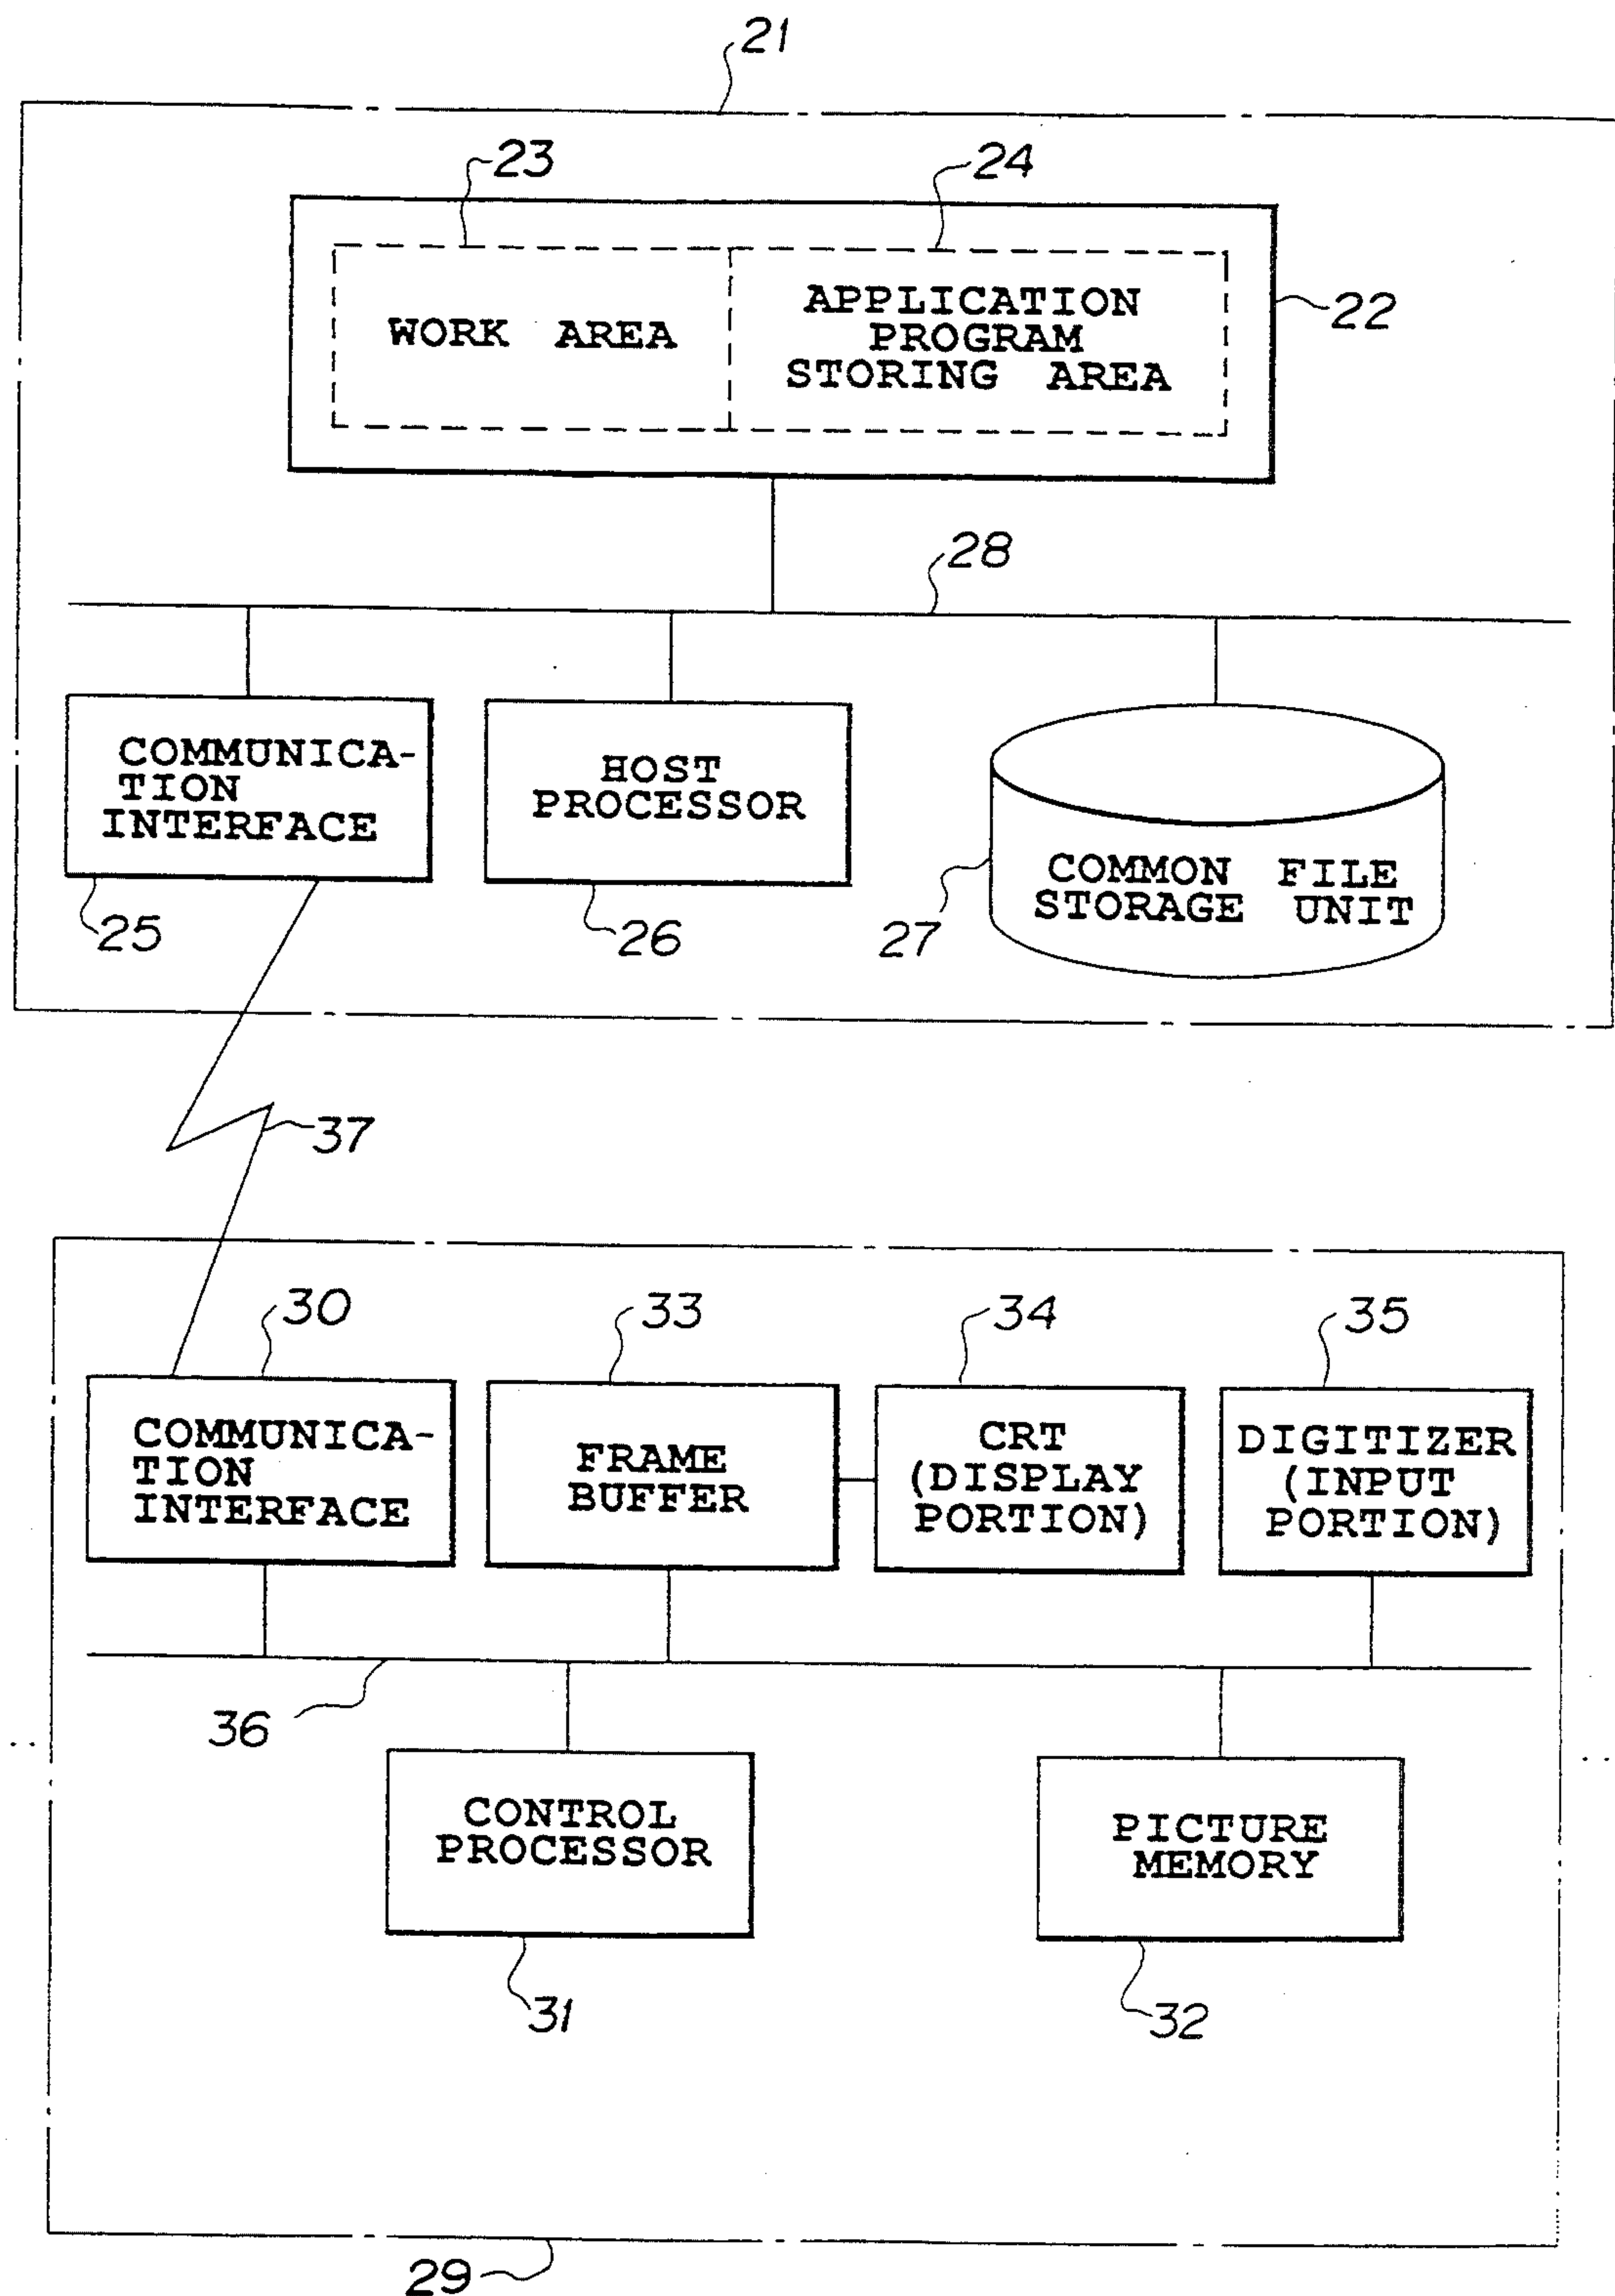 21
23
24
WORK AREA
APPLICATION
PROGRAM
STORING AREA
22
28
COMMUNICA-
TION
INTERFACE
HOST
PROCESSOR
COMMON FILE
STORAGE UNIT
25
26
27
37
30
33
34
35
COMMUNICA-
TION
INTERFACE
FRAME
BUFFER
CRT
(DISPLAY
PORTION)
DIGITIZER
(INPUT
PORTION)
36
CONTROL
PROCESSOR
PICTURE
MEMORY
31
32
29